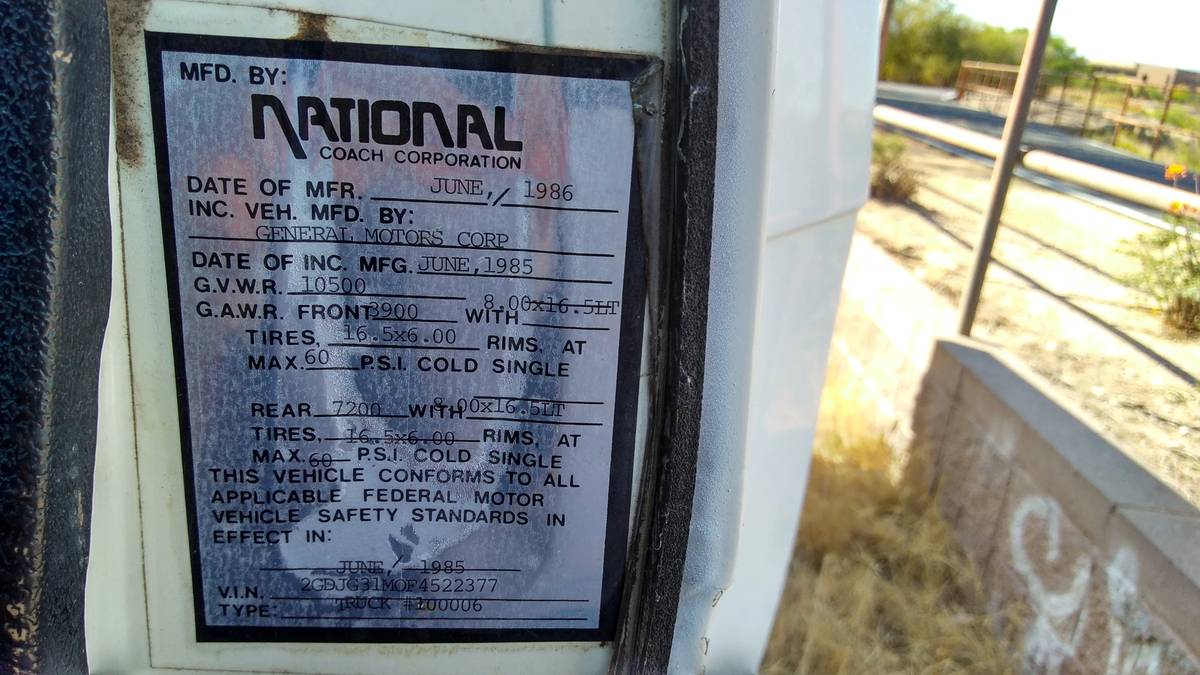 MFD. BY:
NATIONAL
COACH CORPORATION
DATE OF MFR. JUNE, / 1986
INC. VEH. MFD. BY:
GENERAL MOTORS CORP
DATE OF INC. MFG. JUNE,1985
G.V.W.R. 10500
G.A.W.R. FRONT 3900 WITH 8.00x16.5LT
TIRES, 16.5x6.00 RIMS, AT
MAX. 60 P.S.I. COLD SINGLE
REAR 7200 WITH 8.00x16.5LT
TIRES, 16.5x6.00 RIMS, AT
MAX. 60 P.S.I. COLD SINGLE
THIS VEHICLE CONFORMS TO ALL
APPLICABLE FEDERAL MOTOR
VEHICLE SAFETY STANDARDS IN
EFFECT IN:
JUNE, 1985
V.I.N. 2GDJG31M0F4522377
TYPE: TRUCK #100006